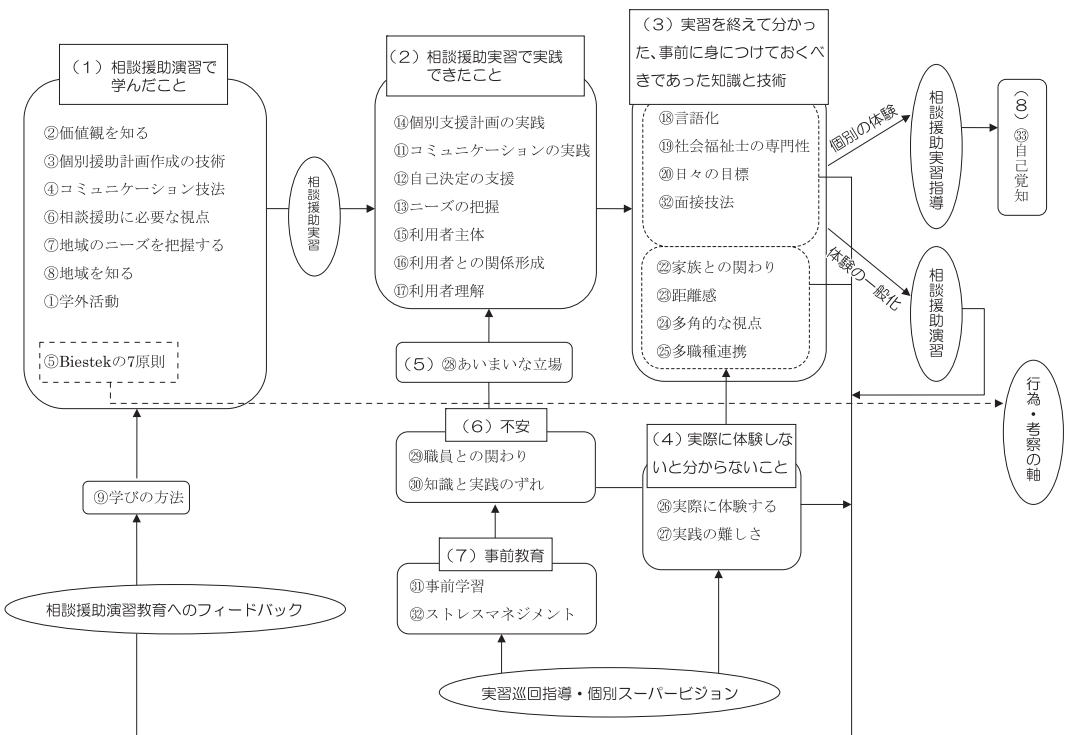 （1）相談援助演習で
学んだこと
②価値観を知る
③個別援助計画作成の技術
④コミュニケーション技法
⑥相談援助に必要な視点
⑦地域のニーズを把握する
⑧地域を知る
①学外活動
⑤Biestekの7原則
⑨学びの方法
相談援助演習教育へのフィードバック
相談援助実習
（2）相談援助実習で実践
できたこと
⑭個別支援計画の実践
⑪コミュニケーションの実践
⑫自己決定の支援
⑬ニーズの把握
⑮利用者主体
⑯利用者との関係形成
⑰利用者理解
（5）㉘あいまいな立場
（6）不安
㉙職員との関わり
㉚知識と実践のずれ
（7）事前教育
㉛事前学習
㉜ストレスマネジメント
実習巡回指導・個別スーパービジョン
（3）実習を終えて分かっ
た、事前に身につけておくべ
きであった知識と技術
⑱言語化
⑲社会福祉士の専門性
⑳日々の目標
㉜面接技法
㉒家族との関わり
㉓距離感
㉔多角的な視点
㉕多職種連携
（4）実際に体験しな
いと分からないこと
㉖実際に体験する
㉗実践の難しさ
個別の体験
体験の一般化
相談援助実習指導
相談援助演習
（8）㉝自己覚知
行為・考察の軸